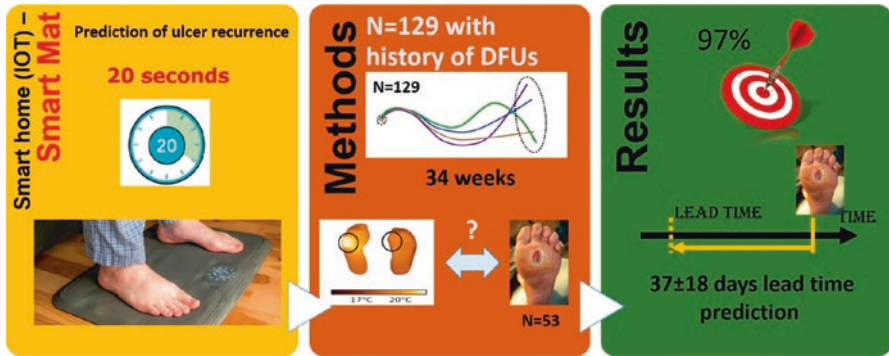 Smart home (IOT) –
Smart Mat
Prediction of ulcer recurrence
20 seconds
20
Methods
N=129 with
history of DFUs
N=129
34 weeks
?
17°C 20°C
N=53
Results
97%
LEAD TIME
TIME
37±18 days lead time
prediction